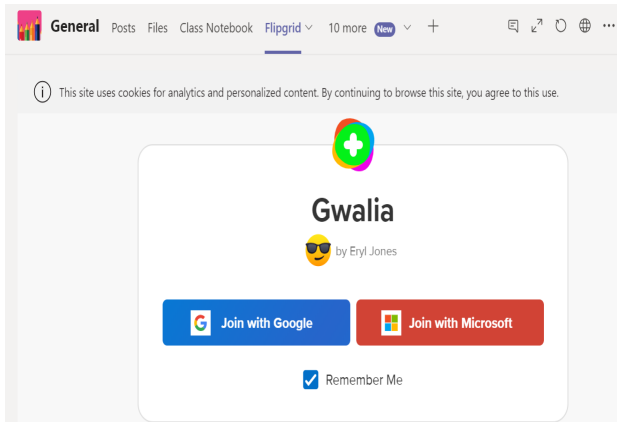 General Posts Files Class Notebook Flipgrid 10 more New
This site uses cookies for analytics and personalized content. By continuing to browse this site, you agree to this use.
Gwalia
by Eryl Jones
Join with Google Join with Microsoft
Remember Me